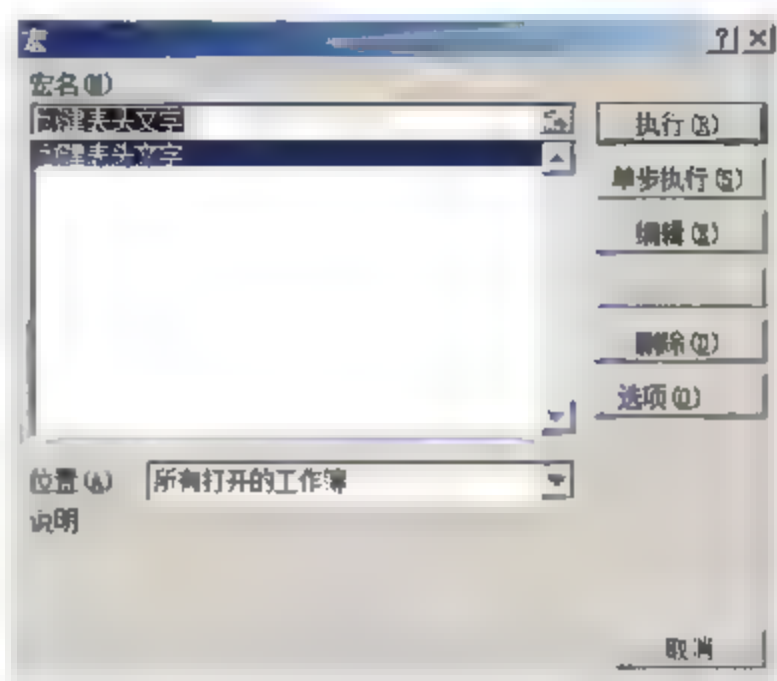 宏
宏名(M)
创建表头文字
创建表头文字
执行(R)
单步执行(S)
编辑(E)
删除(D)
选项(O)
位置(A) 所有打开的工作簿
说明
取消